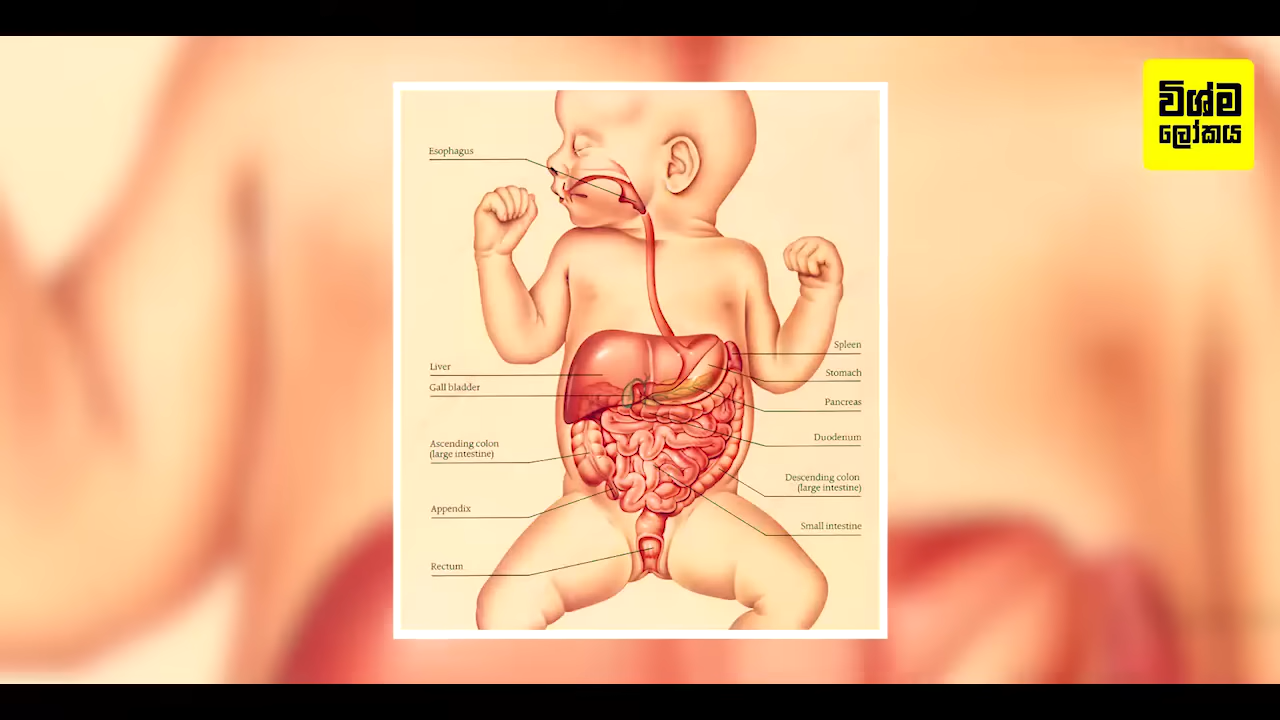 විශ්ම
ලෝකය
Esophagus
Liver
Gall bladder
Ascending colon
(large intestine)
Appendix
Rectum
Spleen
Stomach
Pancreas
Duodenum
Descending colon
(large intestine)
Small intestine